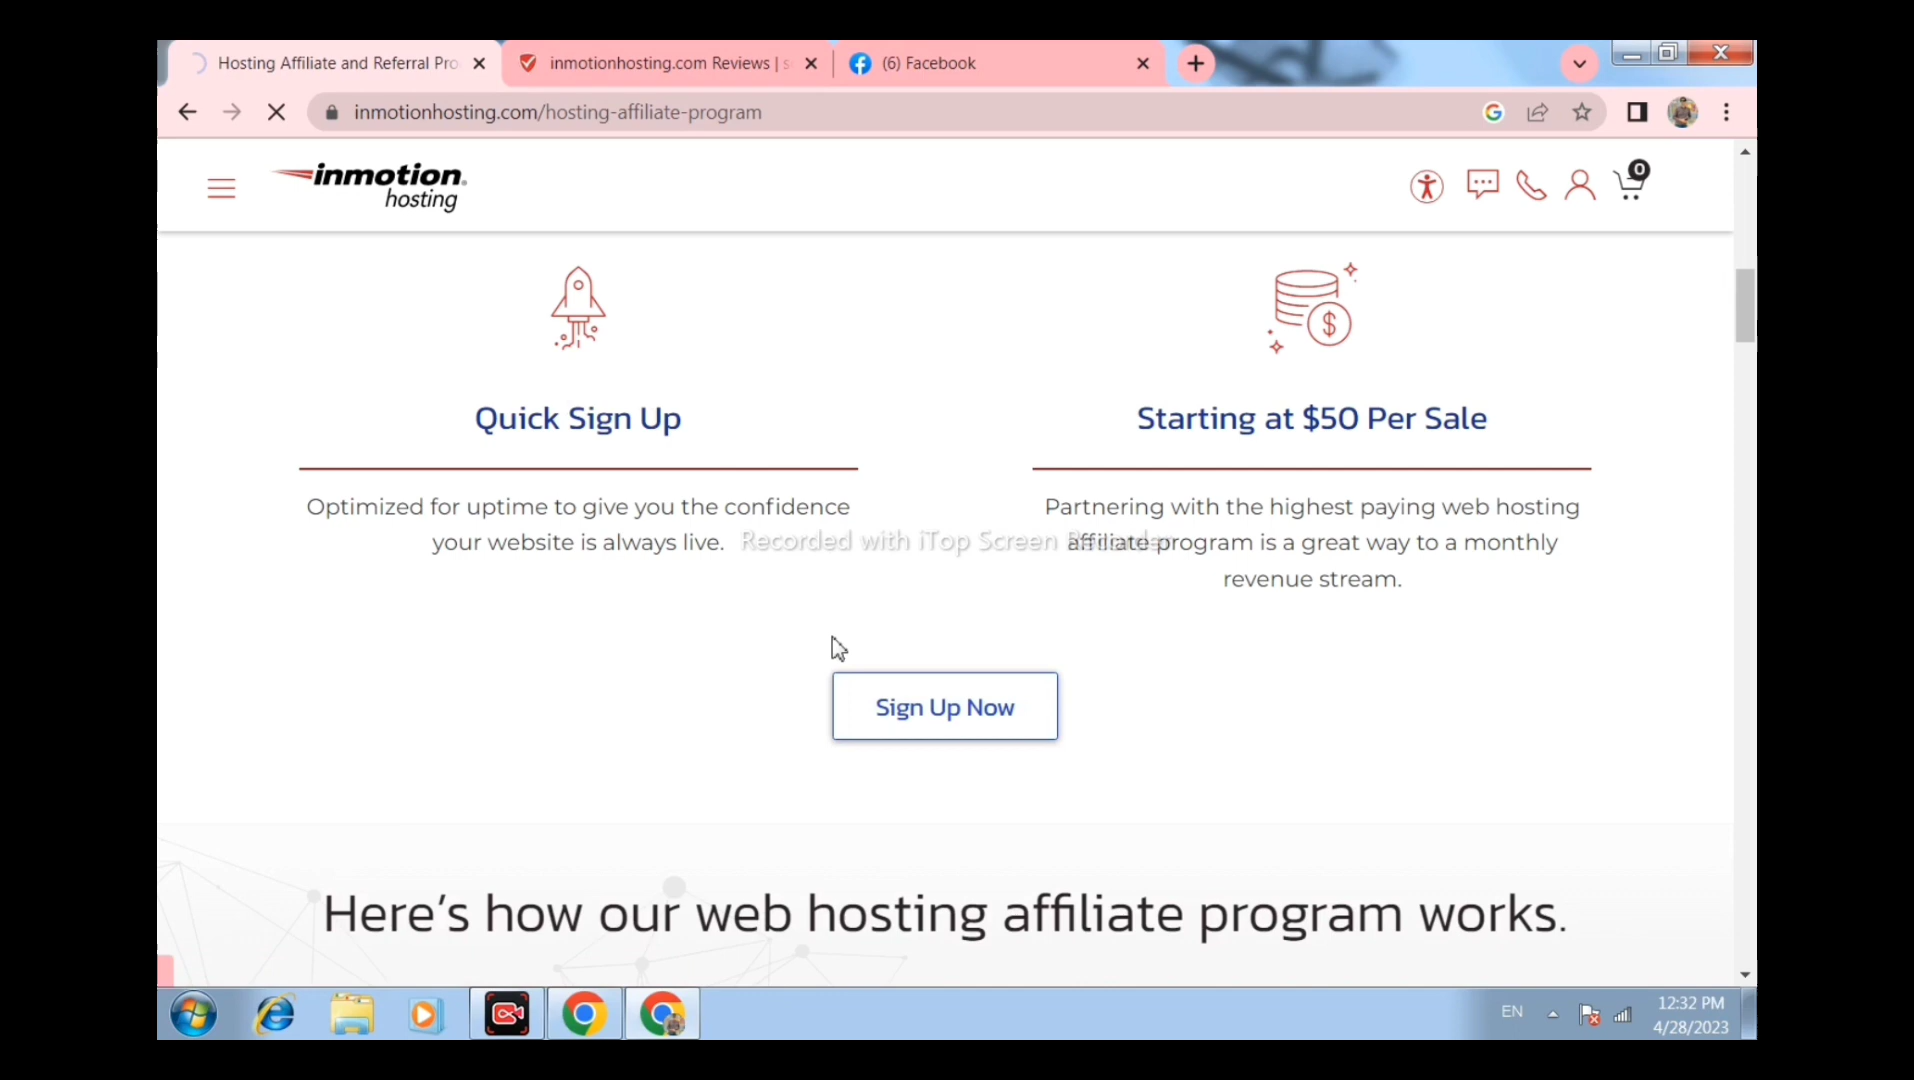 Hosting Affiliate and Referral Pro
inmotionhosting.com Reviews | s
(6) Facebook
inmotionhosting.com/hosting-affiliate-program
inmotion
hosting
0
Quick Sign Up
Starting at $50 Per Sale
Optimized for uptime to give you the confidence
your website is always live.
Partnering with the highest paying web hosting
affiliate program is a great way to a monthly
revenue stream.
Recorded with iTop Screen Recorder
Sign Up Now
Here's how our web hosting affiliate program works.
EN
12:32 PM
4/28/2023